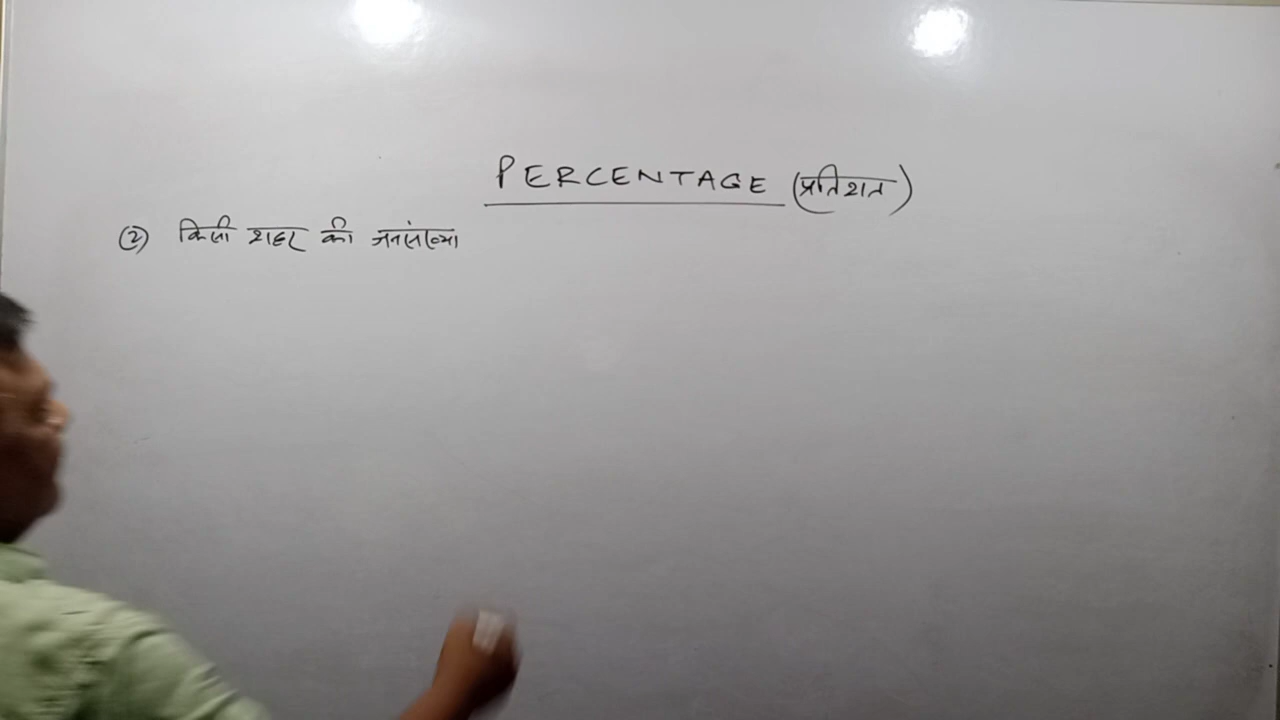 PERCENTAGE (प्रतिशत)
(2) किसी शहर की जनसंख्या